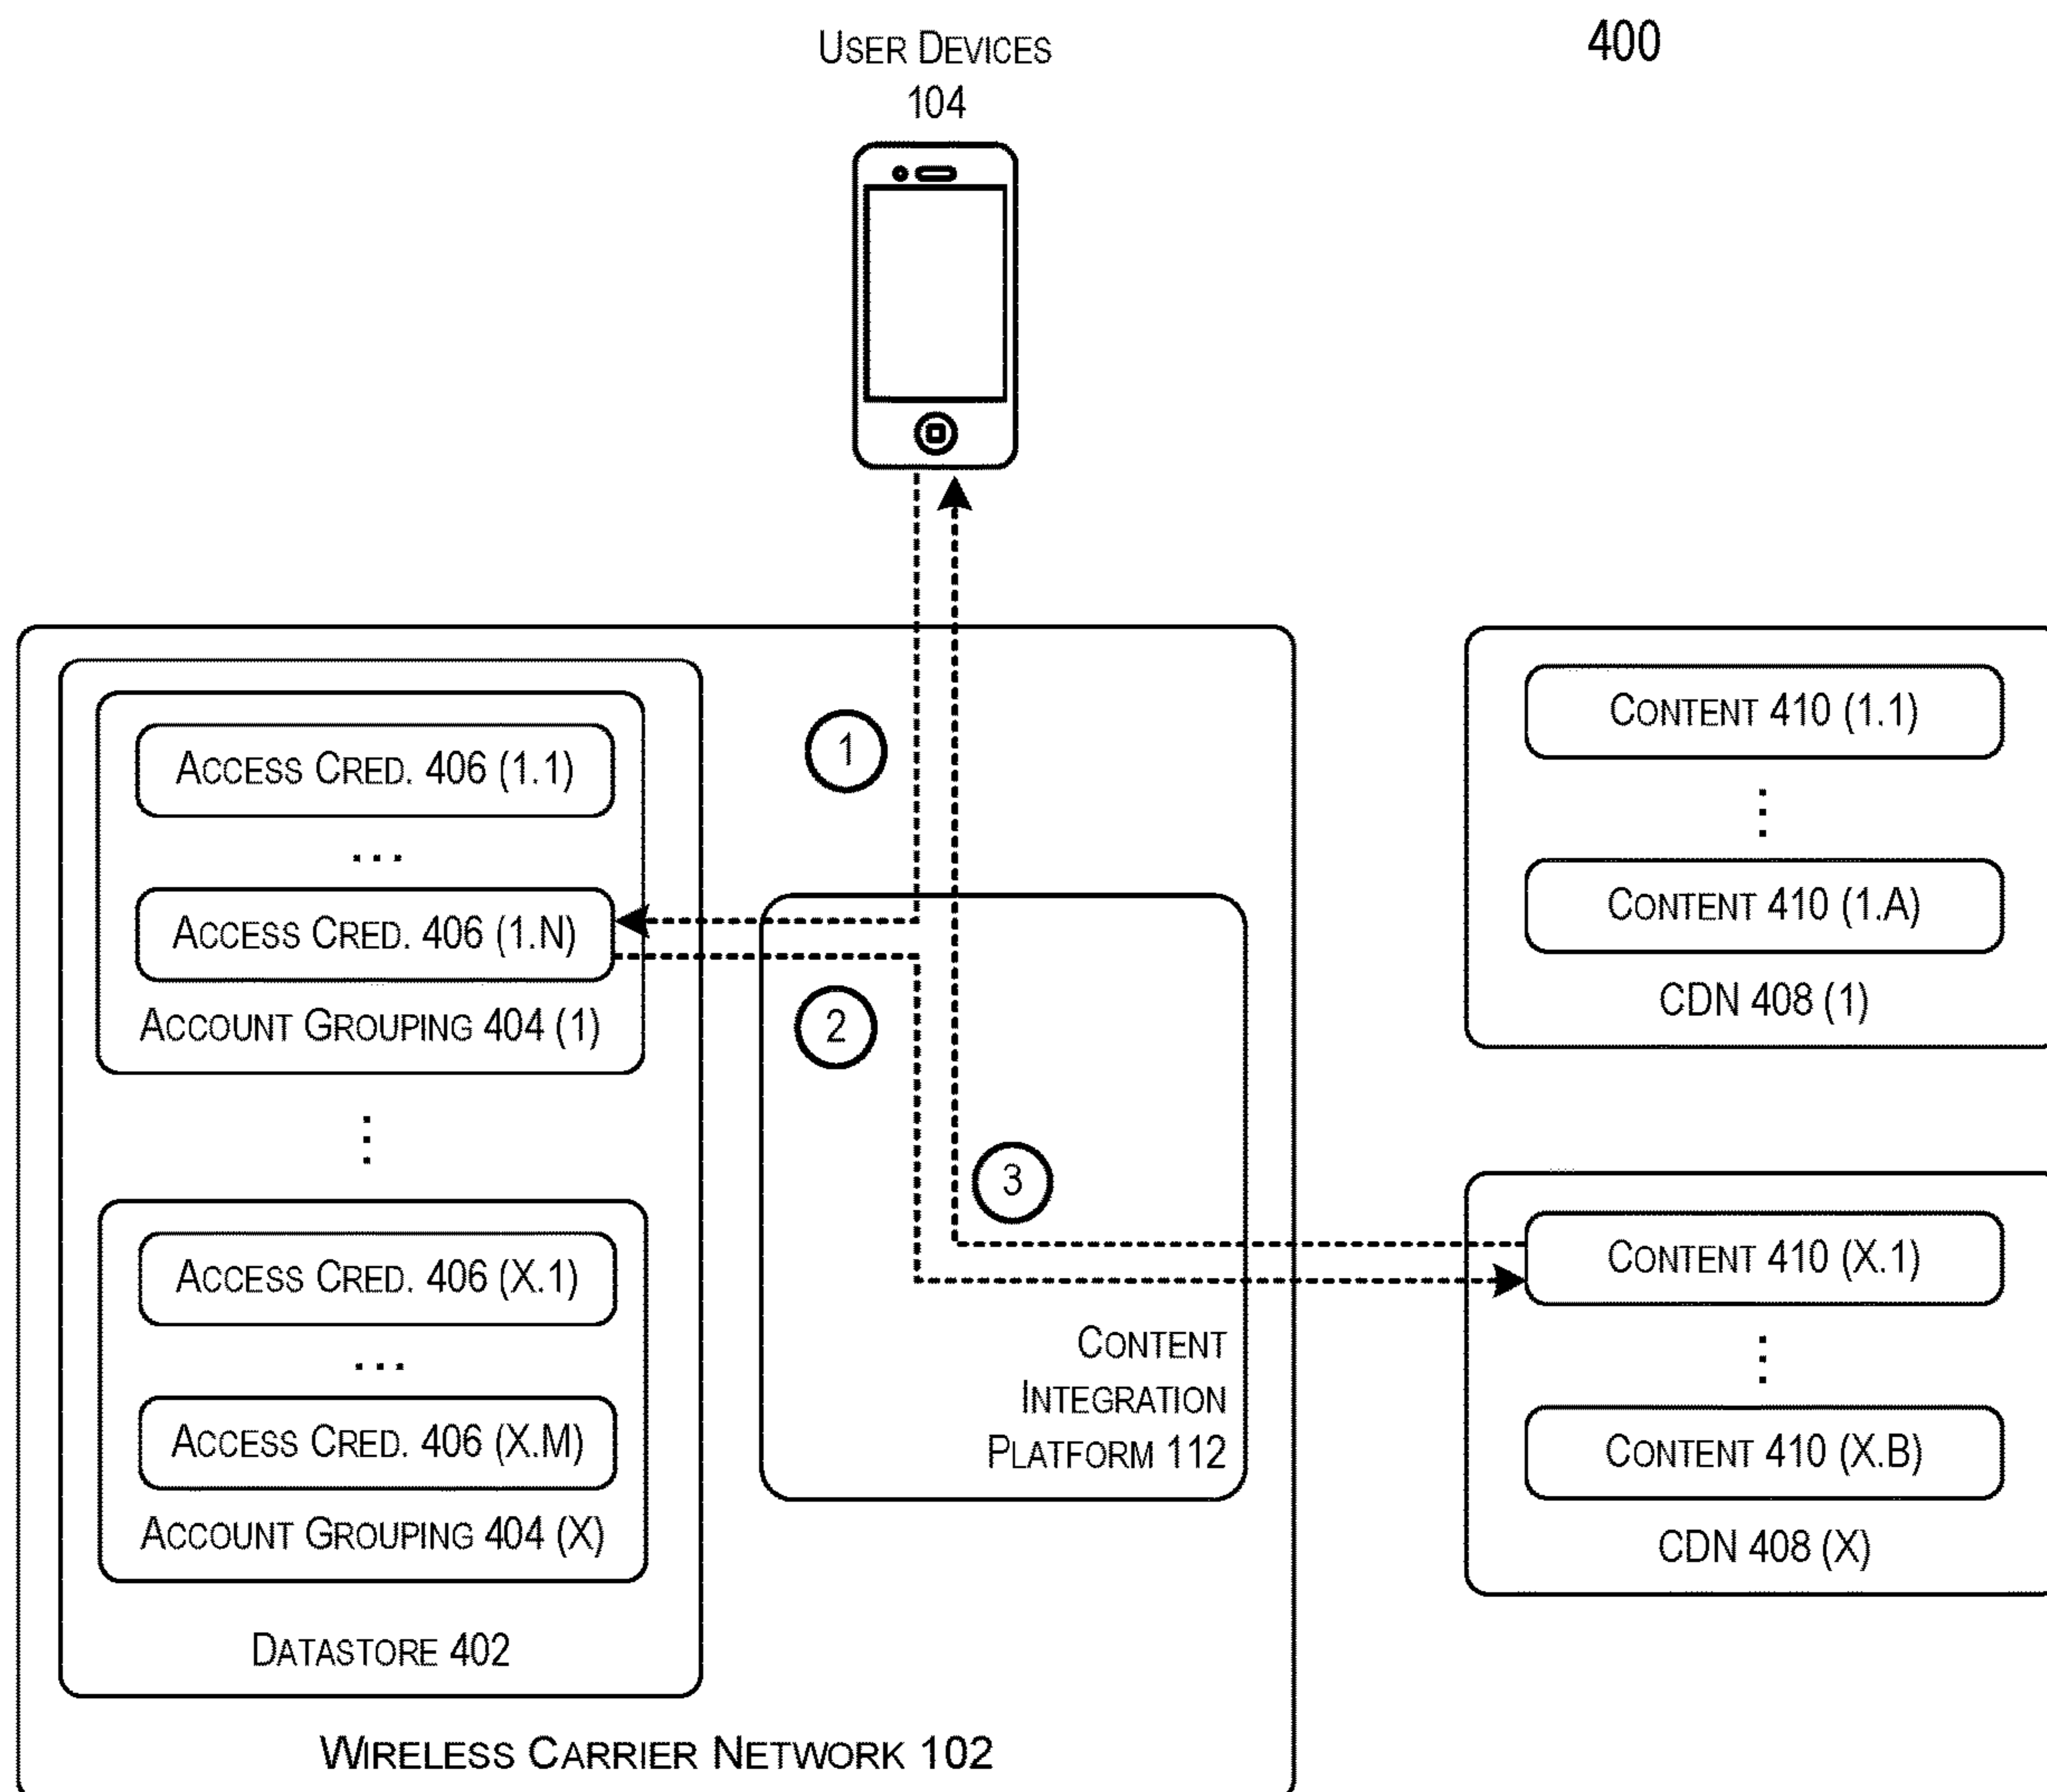 400
USER DEVICES
104
ACCESS CRED. 406 (1.1)
...
ACCESS CRED. 406 (1.N)
ACCOUNT GROUPING 404 (1)
...
ACCESS CRED. 406 (X.1)
...
ACCESS CRED. 406 (X.M)
ACCOUNT GROUPING 404 (X)
DATASTORE 402
WIRELESS CARRIER NETWORK 102
1
2
3
CONTENT
INTEGRATION
PLATFORM 112
CONTENT 410 (1.1)
...
CONTENT 410 (1.A)
CDN 408 (1)
CONTENT 410 (X.1)
...
CONTENT 410 (X.B)
CDN 408 (X)